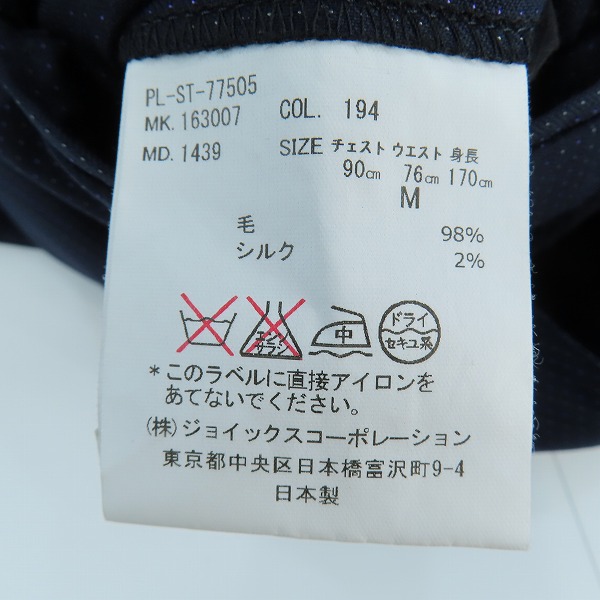 PL-ST-77505
MK. 163007 COL. 194
MD. 1439 SIZE チェスト ウエスト 身長
90㎝ 76㎝ 170㎝
M
毛 98%
シルク 2%
エンソ サラシ 中 ドライ セキユ系
*このラベルに直接アイロンを
あてないでください。
(株)ジョイックスコーポレーション
東京都中央区日本橋富沢町9-4
日本製